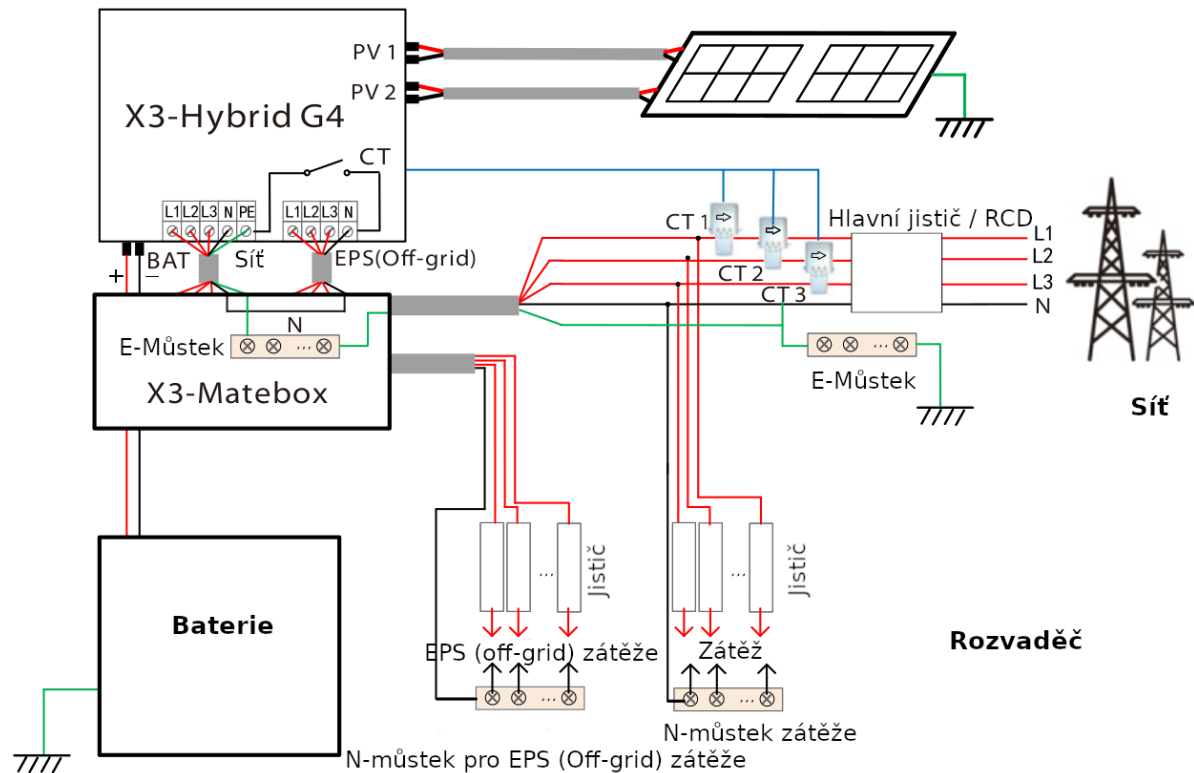 PV 1
PV 2
X3-Hybrid G4
CT
L1 L2 L3 N PE
L1 L2 L3 N
+ BAT
−
Síť
EPS(Off-grid)
CT 1
CT 2
CT 3
Hlavní jistič / RCD
L1
L2
L3
N
N
E-Můstek
... 
X3-Matebox
...
E-Můstek
Síť
...
Jistič
...
Jistič
Baterie
EPS (off-grid) zátěže
Zátěž
Rozvaděč
...
...
N-můstek zátěže
N-můstek pro EPS (Off-grid) zátěže